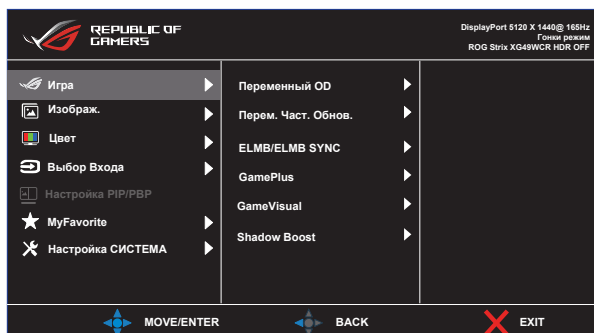 REPUBLIC OF
GAMERS
DisplayPort 5120 X 1440@ 165Hz
Гонки режим
ROG Strix XG49WCR HDR OFF
Игра
Изображ.
Цвет
Выбор Входа
Настройка PIP/PBP
MyFavorite
Настройка СИСТЕМА
Переменный OD
Перем. Част. Обнов.
ELMB/ELMB SYNC
GamePlus
GameVisual
Shadow Boost
MOVE/ENTER
BACK
EXIT